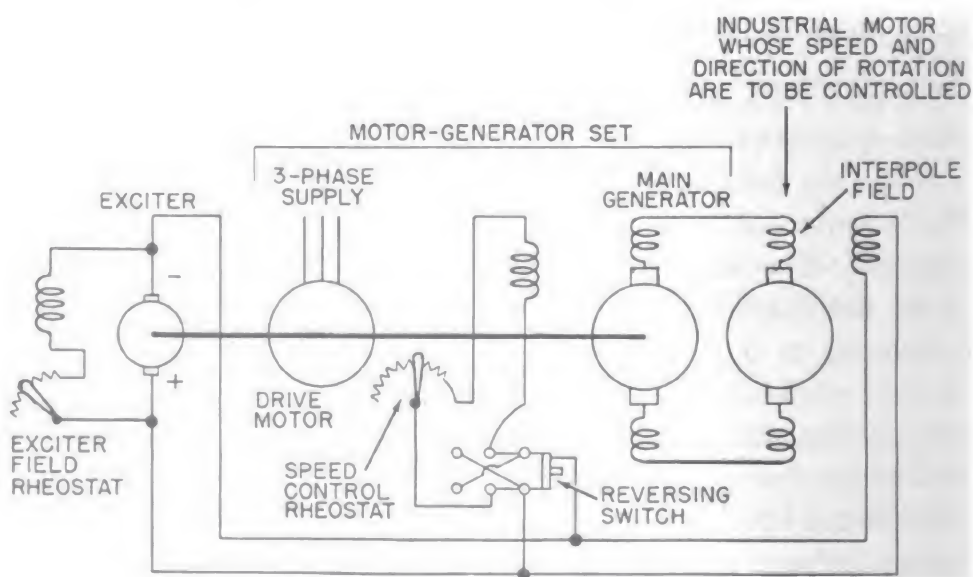 INDUSTRIAL MOTOR
WHOSE SPEED AND
DIRECTION OF ROTATION
ARE TO BE CONTROLLED
MOTOR-GENERATOR SET
3-PHASE
SUPPLY
EXCITER
MAIN
GENERATOR
INTERPOLE
FIELD
-
+
DRIVE
MOTOR
EXCITER
FIELD
RHEOSTAT
SPEED
CONTROL
RHEOSTAT
REVERSING
SWITCH